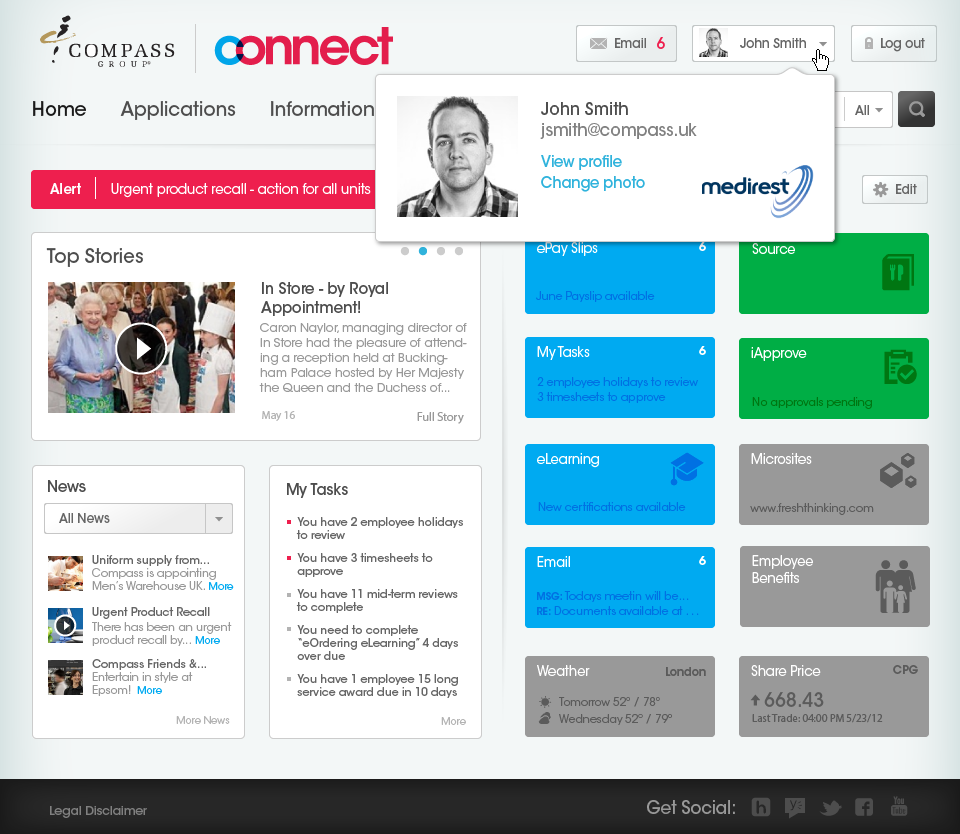 COMPASS
GROUP
connect
Email 6
John Smith
Log out
Home
Applications
Information
All
John Smith
jsmith@compass.uk
View profile
Change photo
medirest
Alert
Urgent product recall - action for all units
Edit
Top Stories
In Store - by Royal
Appointment!
Caron Naylor, managing director of
In Store had the pleasure of attend-
ing a reception held at Bucking-
ham Palace hosted by Her Majesty
the Queen and the Duchess of...
May 16
Full Story
ePay Slips
6
June Payslip available
Source
My Tasks
6
2 employee holidays to review
3 timesheets to approve
iApprove
No approvals pending
eLearning
New certifications available
Microsites
www.freshthinking.com
Email
6
MSG: Todays meetin will be...
RE: Documents available at ...
Employee
Benefits
Weather
London
Tomorrow 52° / 78°
Wednesday 52° / 79°
Share Price
CPG
668.43
Last Trade: 04:00 PM 5/23/12
News
All News
Uniform supply from...
Compass is appointing
Men's Warehouse UK. More
Urgent Product Recall
There has been an urgent
product recall by... More
Compass Friends &...
Entertain in style at
Epsom! More
More News
My Tasks
You have 2 employee holidays
to review
You have 3 timesheets to
approve
You have 11 mid-term reviews
to complete
You need to complete
“eOrdering eLearning” 4 days
over due
You have 1 employee 15 long
service award due in 10 days
More
Legal Disclaimer
Get Social:
You
Tube